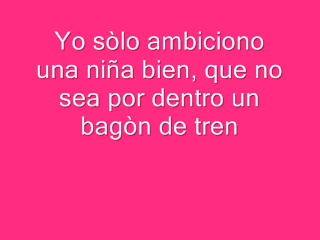 Yo sòlo ambiciono
una niña bien, que no
sea por dentro un
bagòn de tren